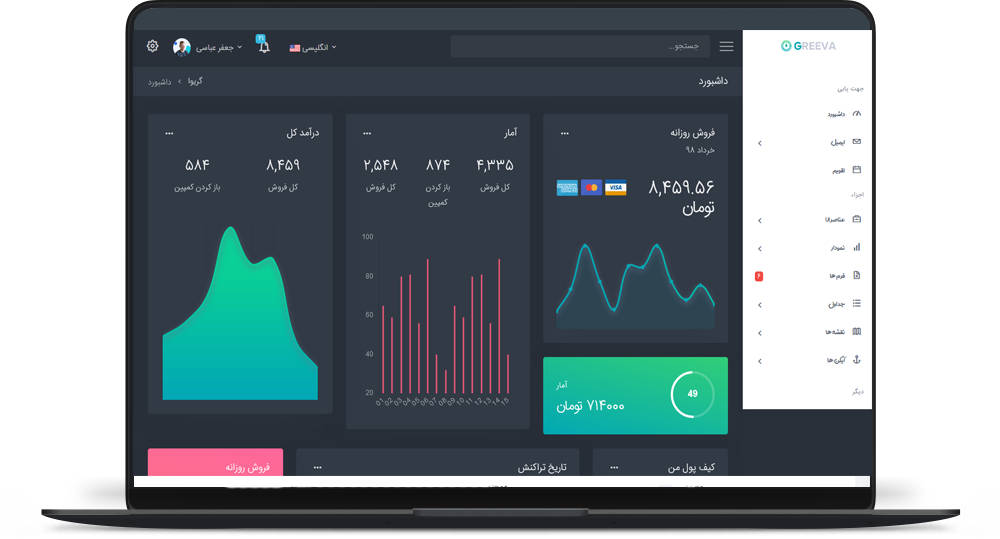 GREEVA
جستجو...
انگلیسی
۲۱
جعفر عباسی
داشبورد
گریوا
داشبورد
جهت یابی
داشبورد
ایمیل
تقویم
اجزاء
عناصرانا
نمودار
فرم ها
۶
جداول
نقشه ها
آیکن ها
دیگر
فروش روزانه
خرداد ۹۸
۸,۴۵۹.۵۶
تومان
VISA
آمار
۴,۳۳۵
۸۷۴
۲,۵۴۸
کل فروش
باز کردن
کمپین
کل فروش
100
80
60
40
20
01 02 03 04 05 06 07 08 09 10 11 12 13 14 15
درآمد کل
۸,۴۵۹
۵۸۴
کل فروش
باز کردن کمپین
آمار
۷۱۴۰۰۰ تومان
49
کیف پول من
تاریخ تراکنش
فروش روزانه